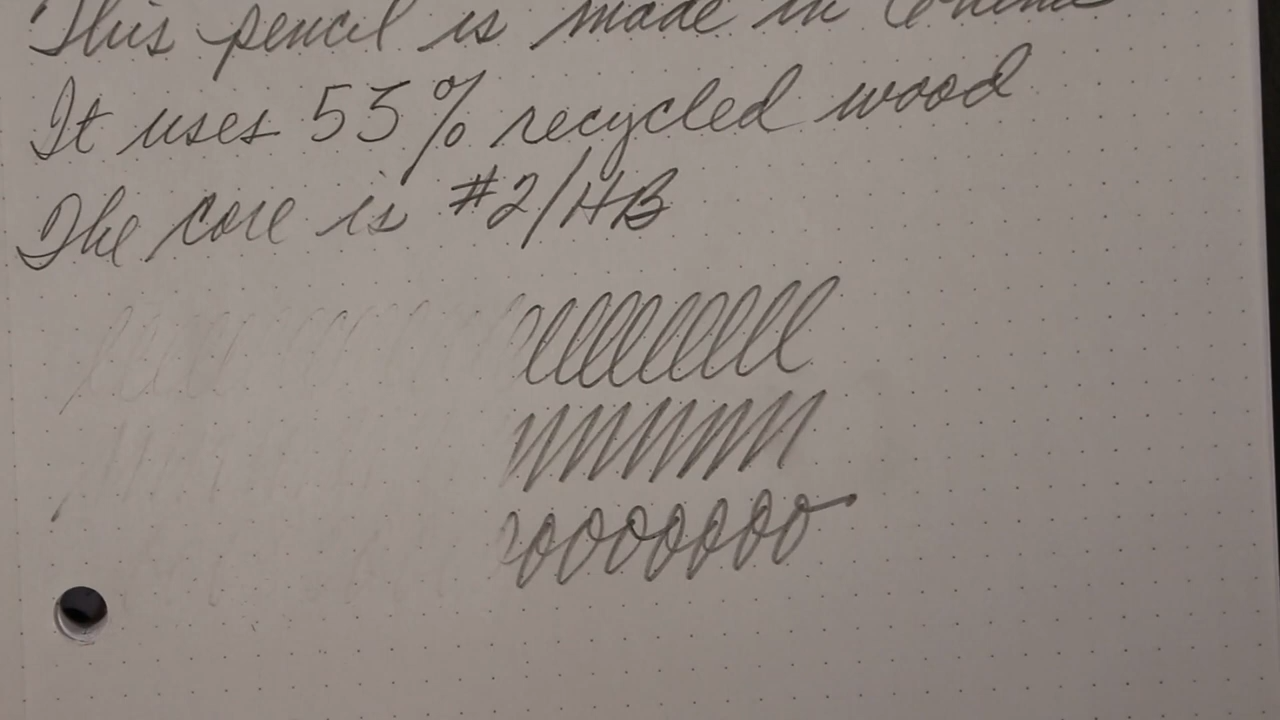 This pencil is made in
It uses 55% recycled wood
The core is #2/HB